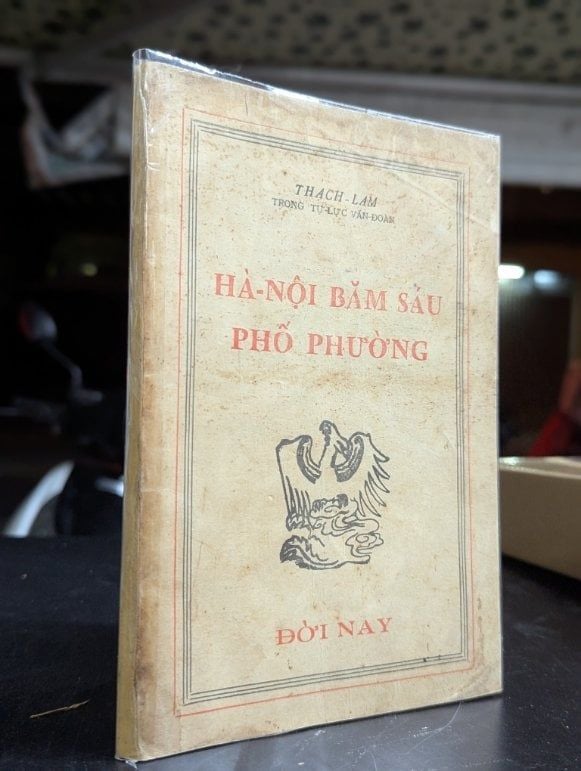 THẠCH-LAM
TRONG TỰ-LỰC VĂN-ĐOÀN
HÀ-NỘI BĂM SÁU
PHỐ PHƯỜNG
ĐỜI NAY